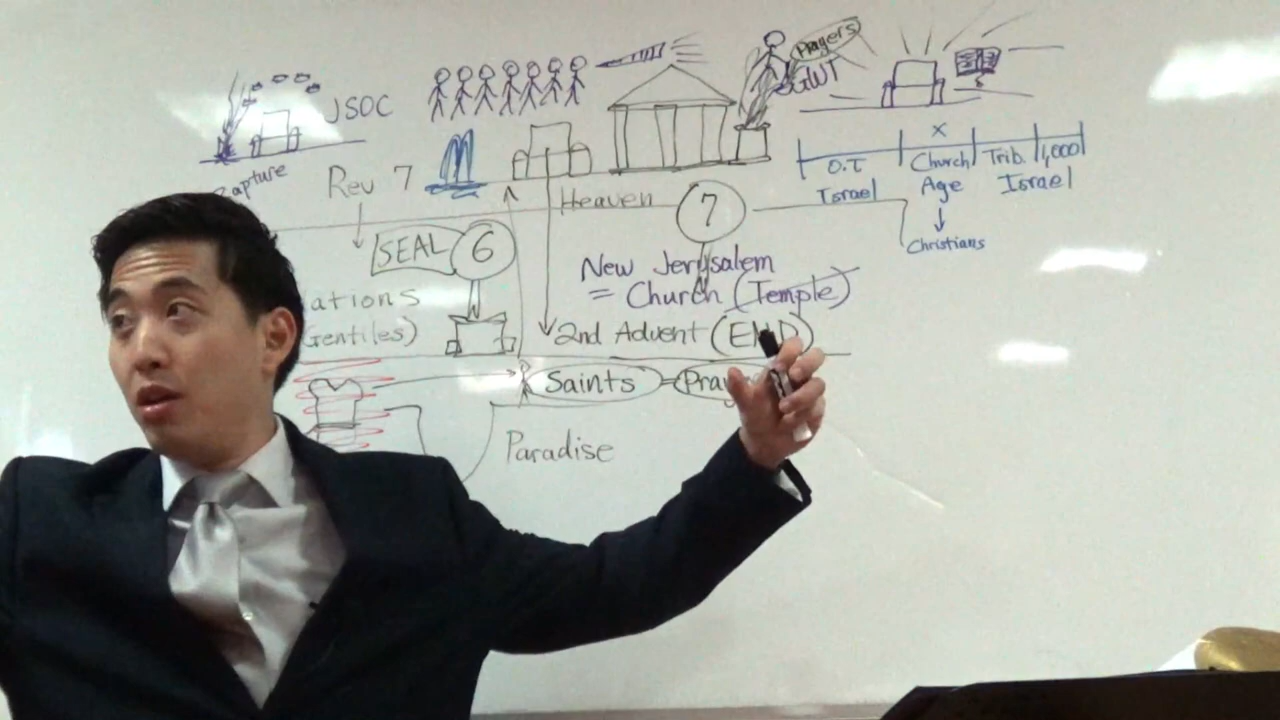 JSOC
Prayers
GWT
Rapture
Rev 7
Heaven
7
O.T
Israel
x
Church
Age
Christians
Trib. 1,000
Israel
SEAL 6
New Jerusalem
= Church (Temple)
ations
Gentiles)
2nd Advent (END)
Saints =
Paradise